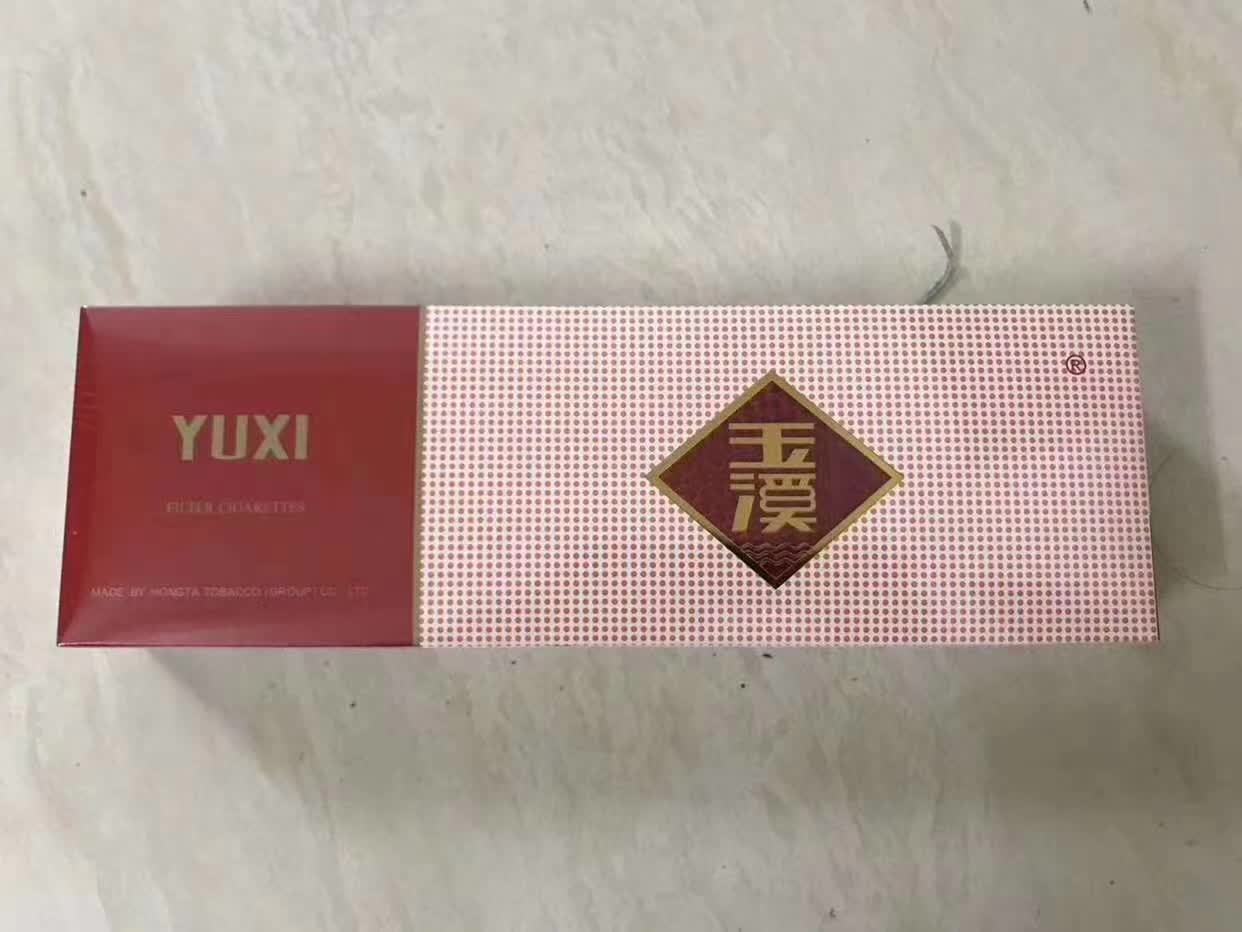 YUXI
FILTER CIGARETTES
MADE BY HONGTA TOBACCO (GROUP) CO., LTD
®
玉
溪